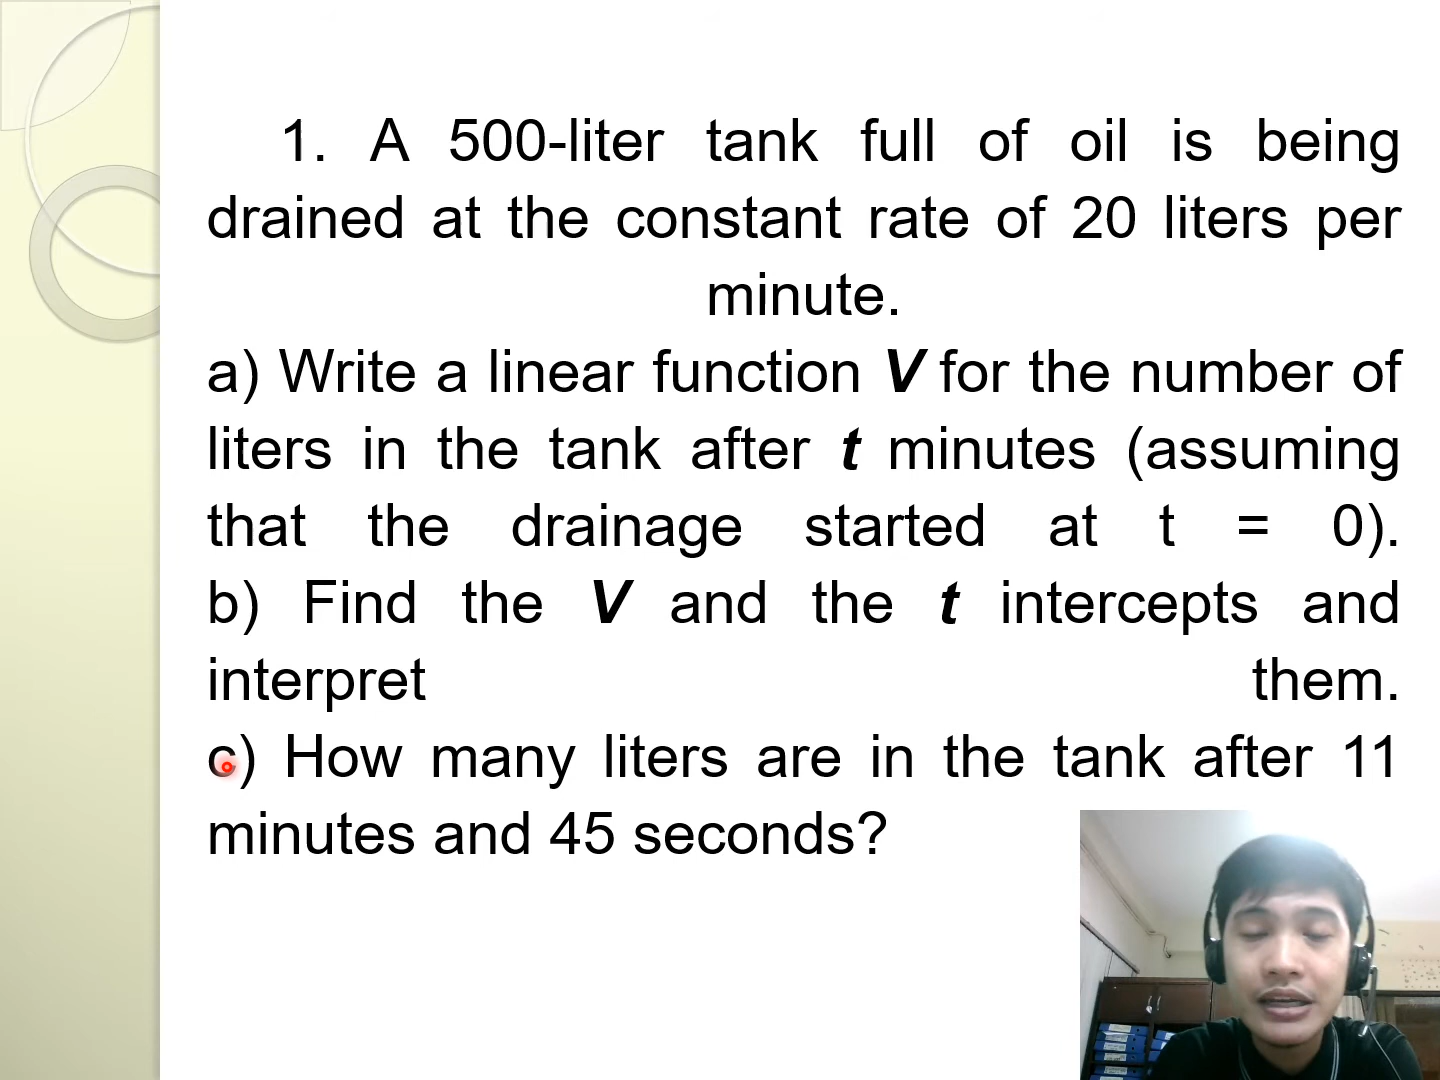 1. A 500-liter tank full of oil is being
drained at the constant rate of 20 liters per
minute.
a) Write a linear function V for the number of
liters in the tank after t minutes (assuming
that the drainage started at t = 0).
b) Find the V and the t intercepts and
interpret them.
c) How many liters are in the tank after 11
minutes and 45 seconds?